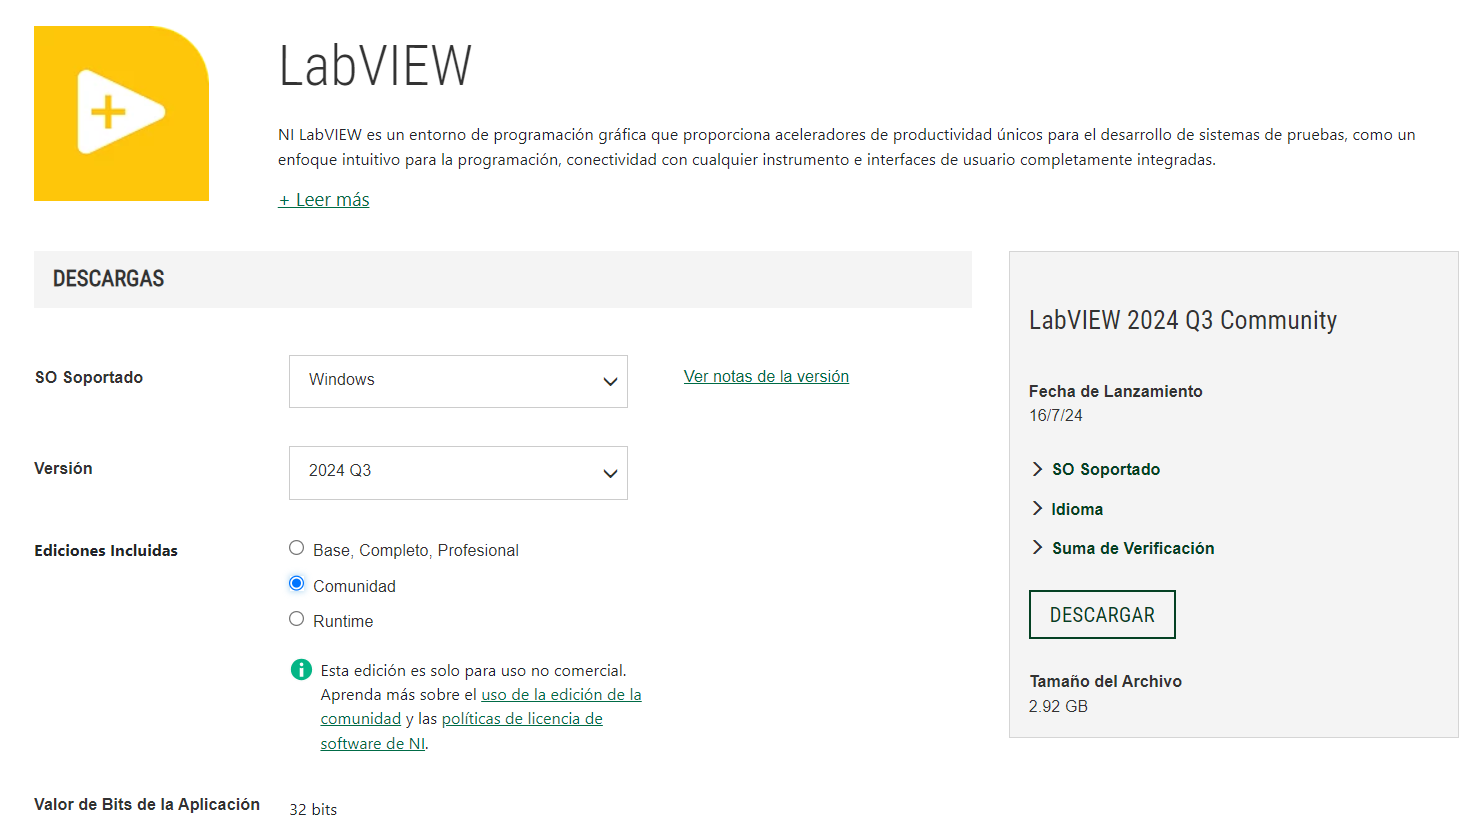 LabVIEW
NI LabVIEW es un entorno de programación gráfica que proporciona aceleradores de productividad únicos para el desarrollo de sistemas de pruebas, como un
enfoque intuitivo para la programación, conectividad con cualquier instrumento e interfaces de usuario completamente integradas.
+ Leer más
DESCARGAS
SO Soportado
Windows
Ver notas de la versión
Versión
2024 Q3
Ediciones Incluidas
Base, Completo, Profesional
Comunidad
Runtime
Esta edición es solo para uso no comercial.
Aprenda más sobre el uso de la edición de la
comunidad y las políticas de licencia de
software de NI.
Valor de Bits de la Aplicación
32 bits
LabVIEW 2024 Q3 Community
Fecha de Lanzamiento
16/7/24
SO Soportado
Idioma
Suma de Verificación
DESCARGAR
Tamaño del Archivo
2.92 GB